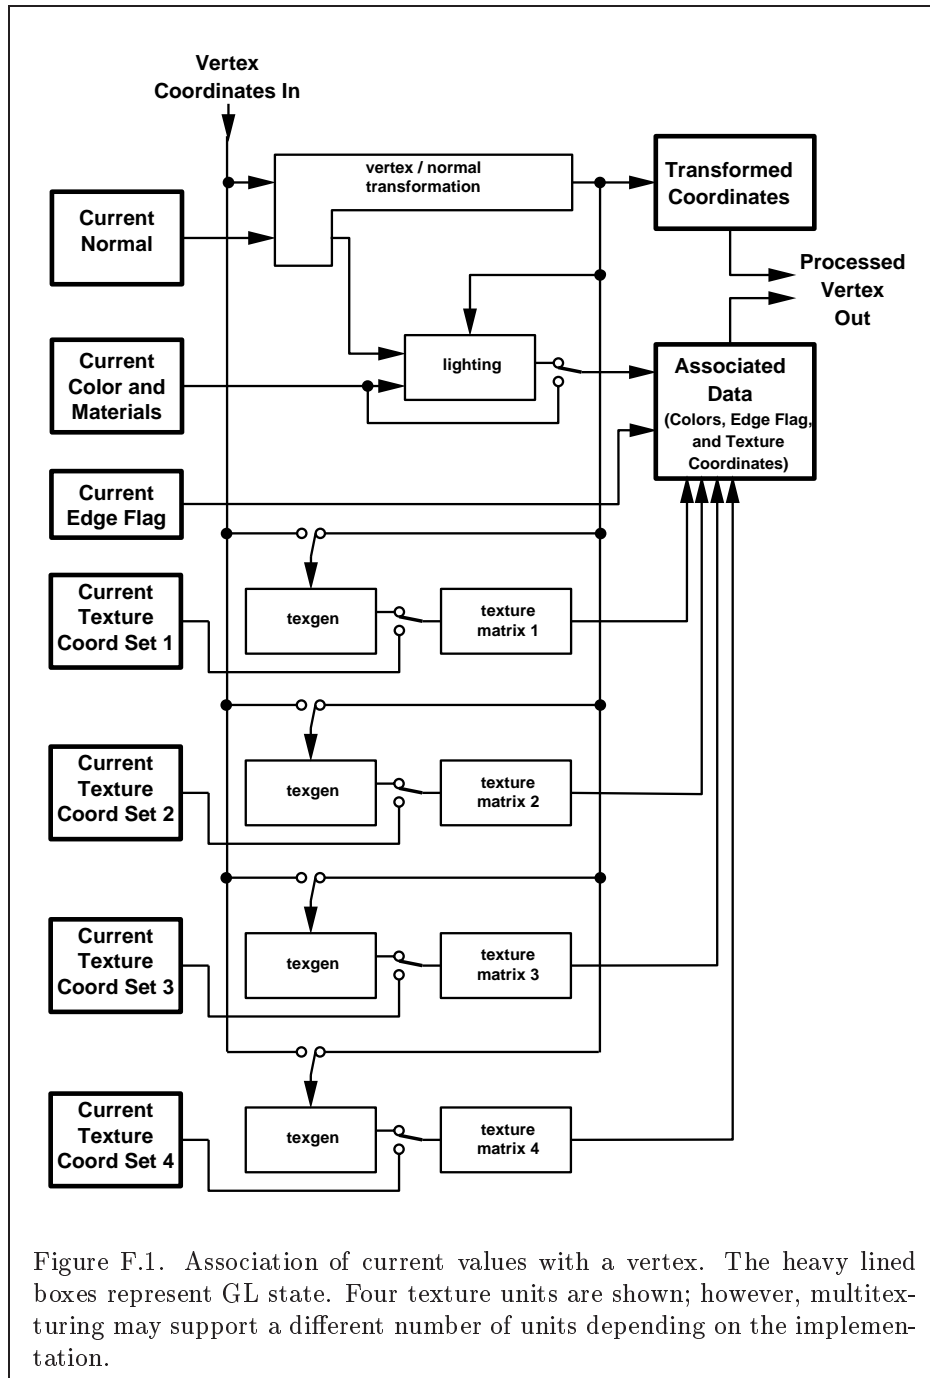 Vertex
Coordinates In
vertex / normal
transformation
Transformed
Coordinates
Current
Normal
Processed
Vertex
Out
Current
Color and
Materials
lighting
Associated
Data
(Colors, Edge Flag,
and Texture
Coordinates)
Current
Edge Flag
Current
Texture
Coord Set 1
texgen
texture
matrix 1
Current
Texture
Coord Set 2
texgen
texture
matrix 2
Current
Texture
Coord Set 3
texgen
texture
matrix 3
Current
Texture
Coord Set 4
texgen
texture
matrix 4
Figure F.1. Association of current values with a vertex. The heavy lined
boxes represent GL state. Four texture units are shown; however, multitex-
turing may support a different number of units depending on the implemen-
tation.